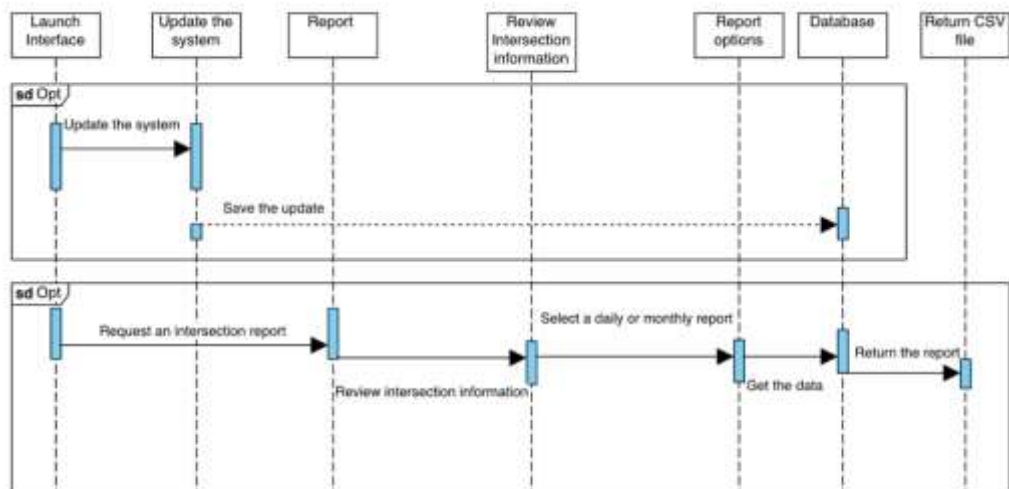 Launch
Interface
Update the
system
Report
Review
Intersection
information
Report
options
Database
Return CSV
file
sd Opt
Update the system
Save the update
sd Opt
Request an intersection report
Review intersection information
Select a daily or monthly report
Get the data
Return the report